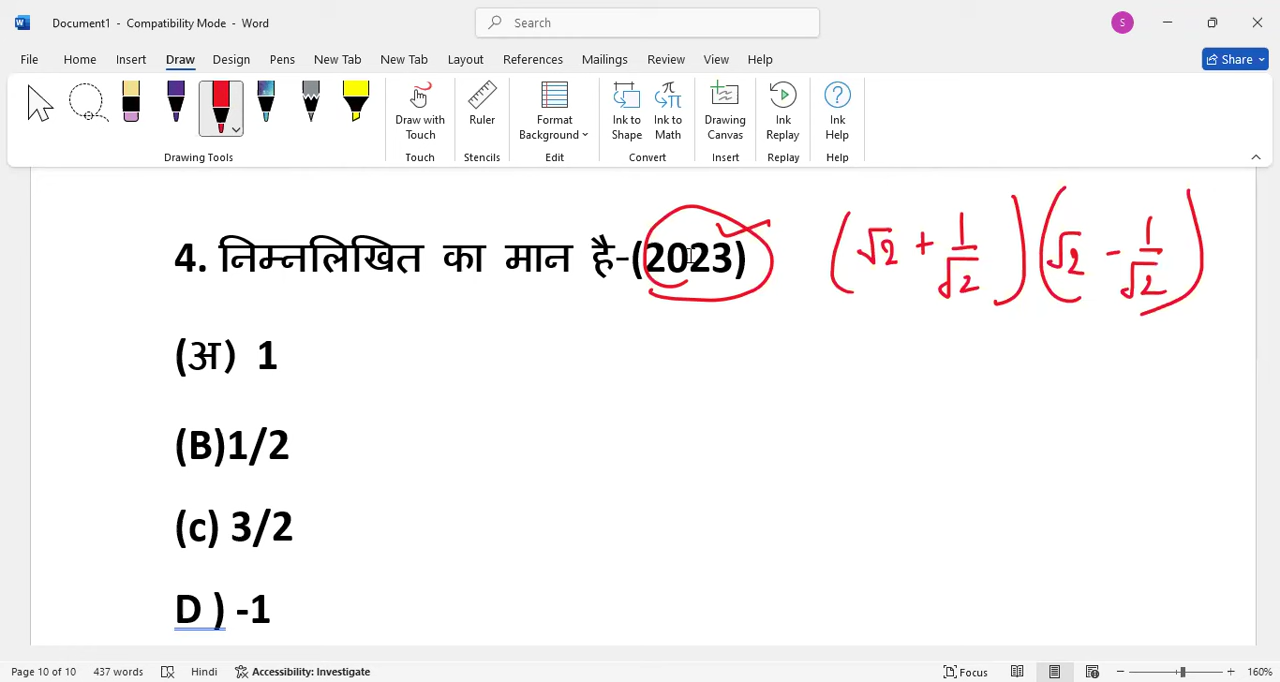 Document1 - Compatibility Mode - Word
Search
S
File Home Insert Draw Design Pens New Tab New Tab Layout References Mailings Review View Help Share
Draw with Touch
Ruler
Format Background
Ink to Shape
Ink to Math
Drawing Canvas
Ink Replay
Ink Help
Drawing Tools Touch Stencils Edit Convert Insert Replay Help
4. निम्नलिखित का मान है-(2023) (√2 + 1/√2) (√2 - 1/√2)
(अ) 1
(B)1/2
(c) 3/2
D ) -1
Page 10 of 10 437 words Hindi Accessibility: Investigate Focus 160%